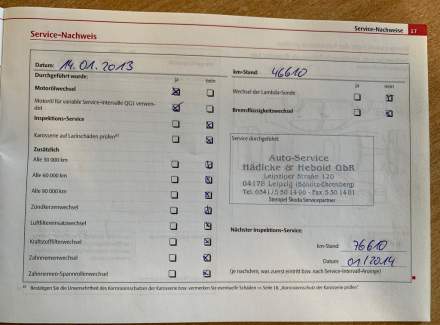 Service-Nachweise 17
Service-Nachweis
Datum: 14.01.2013
km-Stand: 46610
Durchgeführt wurde: ja nein
ja nein
Motorölwechsel
Wechsel der Lambda-Sonde
Motoröl für variable Service-Intervalle QG1 verwendet
Bremsflüssigkeitswechsel
Inspektions-Service
Karosserie auf Lackschäden prüfen
Service durchgeführt:
Zusätzlich
Alle 30 000 km
Alle 60 000 km
Alle 90 000 km
Auto-Service
Hädicke & Hebold GbR
Leipziger Straße 120
04178 Leipzig (Böhlitz-Ehrenberg)
Stempel Škoda Servicepartner
Zündkerzenwechsel
Luftfiltereinsatzwechsel
Nächster Inspektions-Service:
Kraftstofffilterwechsel
km-Stand: 76610
Zahnriemenwechsel
Datum: 01/2014
Zahnriemen-Spannrollenwechsel
(je nachdem, was zuerst eintritt bzw. nach Service-Intervall-Anzeige)